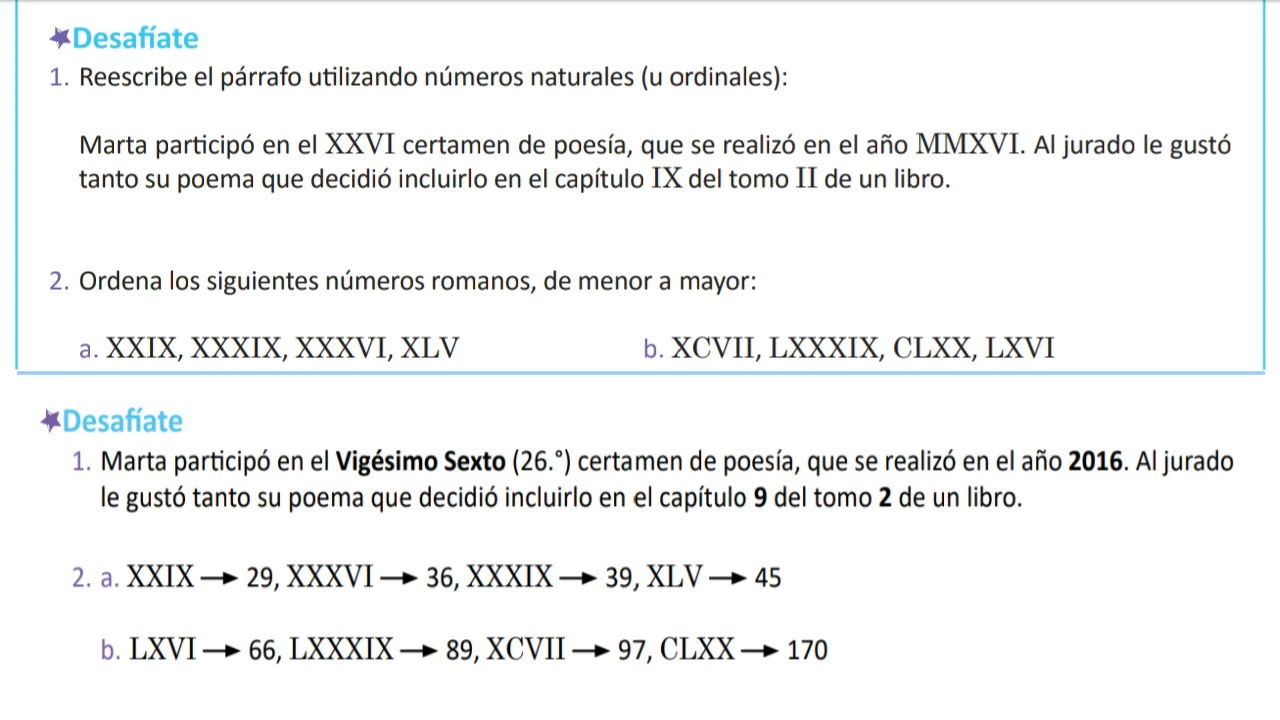 Desafíate
1. Reescribe el párrafo utilizando números naturales (u ordinales):
Marta participó en el XXVI certamen de poesía, que se realizó en el año MMXVI. Al jurado le gustó
tanto su poema que decidió incluirlo en el capítulo IX del tomo II de un libro.
2. Ordena los siguientes números romanos, de menor a mayor:
a. XXIX, XXXIX, XXXVI, XLV b. XCVII, LXXXIX, CLXX, LXVI
Desafíate
1. Marta participó en el Vigésimo Sexto (26.°) certamen de poesía, que se realizó en el año 2016. Al jurado
le gustó tanto su poema que decidió incluirlo en el capítulo 9 del tomo 2 de un libro.
2. a. XXIX → 29, XXXVI → 36, XXXIX → 39, XLV → 45
b. LXVI → 66, LXXXIX → 89, XCVII → 97, CLXX → 170